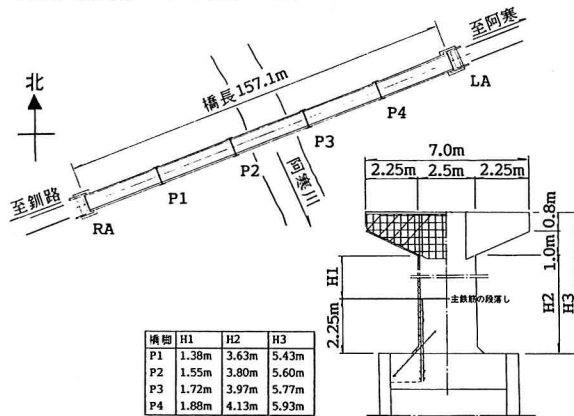 至阿寒
橋長157.1m
北
LA
P4
P3
P2
P1
RA
至釧路
阿寒川
7.0m
2.25m 2.5m 2.25m
0.8m
1.0m
H1
H2
H3
2.25m
主鉄筋の段落し
橋脚 H1 H2 H3
P1 1.38m 3.63m 5.43m
P2 1.55m 3.80m 5.60m
P3 1.72m 3.97m 5.77m
P4 1.88m 4.13m 5.93m